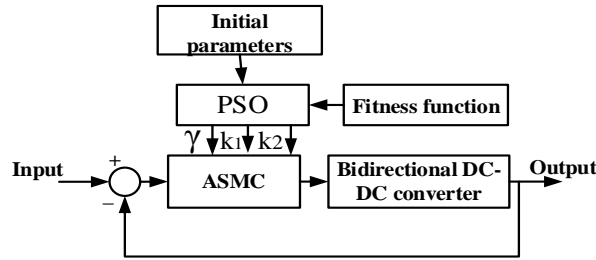 Initial
parameters
PSO
Fitness function
γ k1 k2
Input
+
−
ASMC
Bidirectional DC-
DC converter
Output